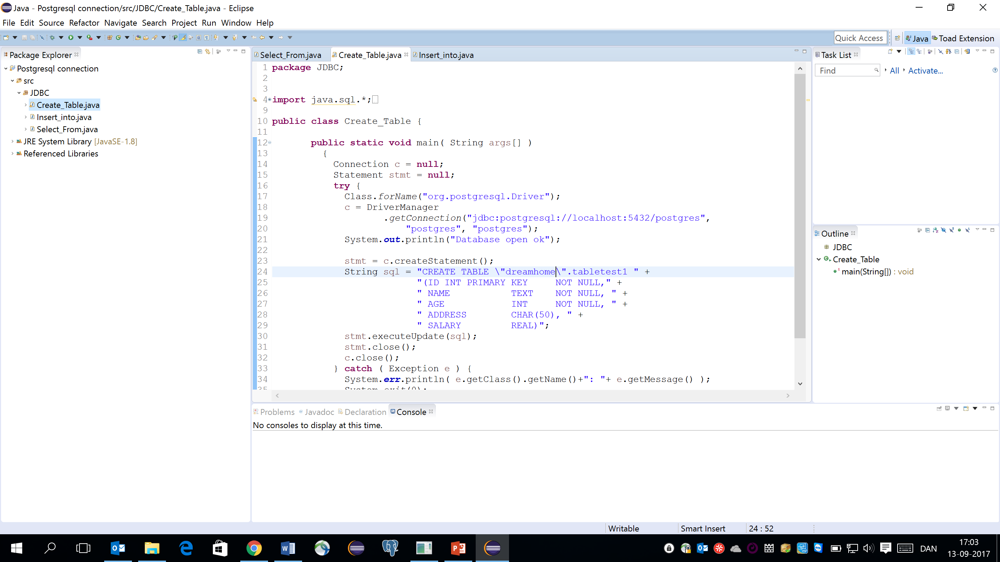 Java - Postgresql connection/src/JDBC/Create_Table.java - Eclipse
File Edit Source Refactor Navigate Search Project Run Window Help
Quick Access Java Toad Extension
Package Explorer
Postgresql connection
src
JDBC
Create_Table.java
Insert_into.java
Select_From.java
JRE System Library [JavaSE-1.8]
Referenced Libraries
Select_From.java Create_Table.java Insert_into.java
1 package JDBC;
2
3
4 import java.sql.*;
9
10 public class Create_Table {
11
12 public static void main( String args[] )
13 {
14 Connection c = null;
15 Statement stmt = null;
16 try {
17 Class.forName("org.postgresql.Driver");
18 c = DriverManager
19 .getConnection("jdbc:postgresql://localhost:5432/postgres",
20 "postgres", "postgres");
21 System.out.println("Database open ok");
22
23 stmt = c.createStatement();
24 String sql = "CREATE TABLE \"dreamhome\".tabletest1 " +
25 "(ID INT PRIMARY KEY     NOT NULL," +
26 " NAME           TEXT    NOT NULL, " +
27 " AGE            INT     NOT NULL, " +
28 " ADDRESS        CHAR(50), " +
29 " SALARY         REAL)";
30 stmt.executeUpdate(sql);
31 stmt.close();
32 c.close();
33 } catch ( Exception e ) {
34 System.err.println( e.getClass().getName()+": "+ e.getMessage() );
35 System.exit(0);
Task List
Find All Activate...
Outline
JDBC
Create_Table
main(String[]) : void
Problems Javadoc Declaration Console
No consoles to display at this time.
Writable Smart Insert 24 : 52
DAN
17:03
13-09-2017